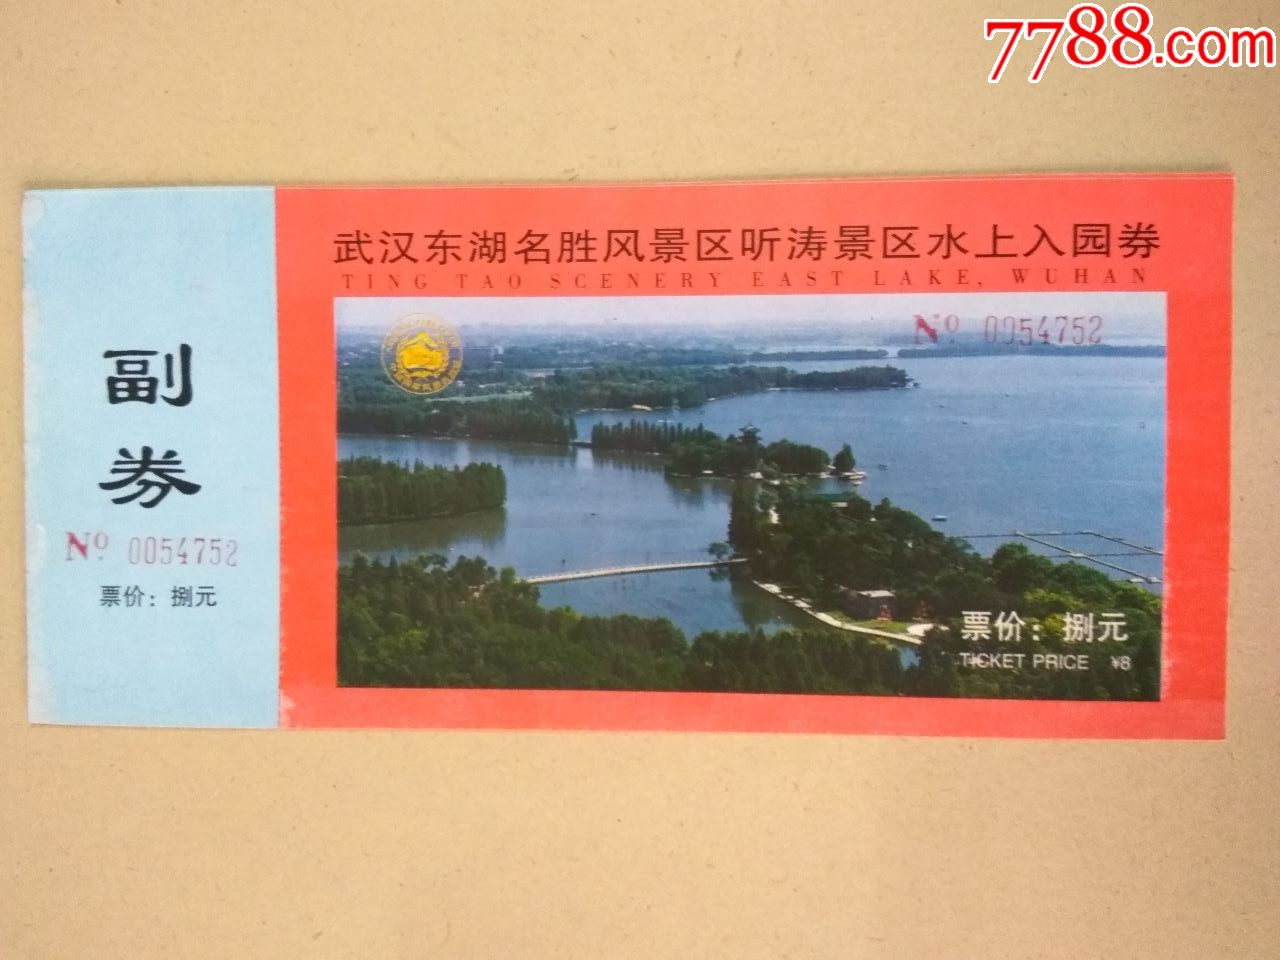 7788.com
武汉东湖名胜风景区听涛景区水上入园券
TING TAO SCENERY EAST LAKE, WUHAN
No 0054752
副
券
No. 0054752
票价：捌元
票价：捌元
TICKET PRICE ¥8